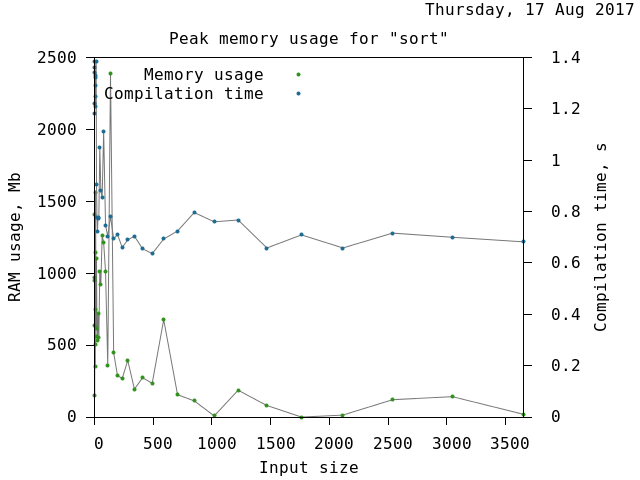 Thursday, 17 Aug 2017
Peak memory usage for "sort"
2500
2000
1500
1000
500
0
RAM usage, Mb
Memory usage
Compilation time
1.4
1.2
1
0.8
0.6
0.4
0.2
0
Compilation time, s
0 500 1000 1500 2000 2500 3000 3500
Input size